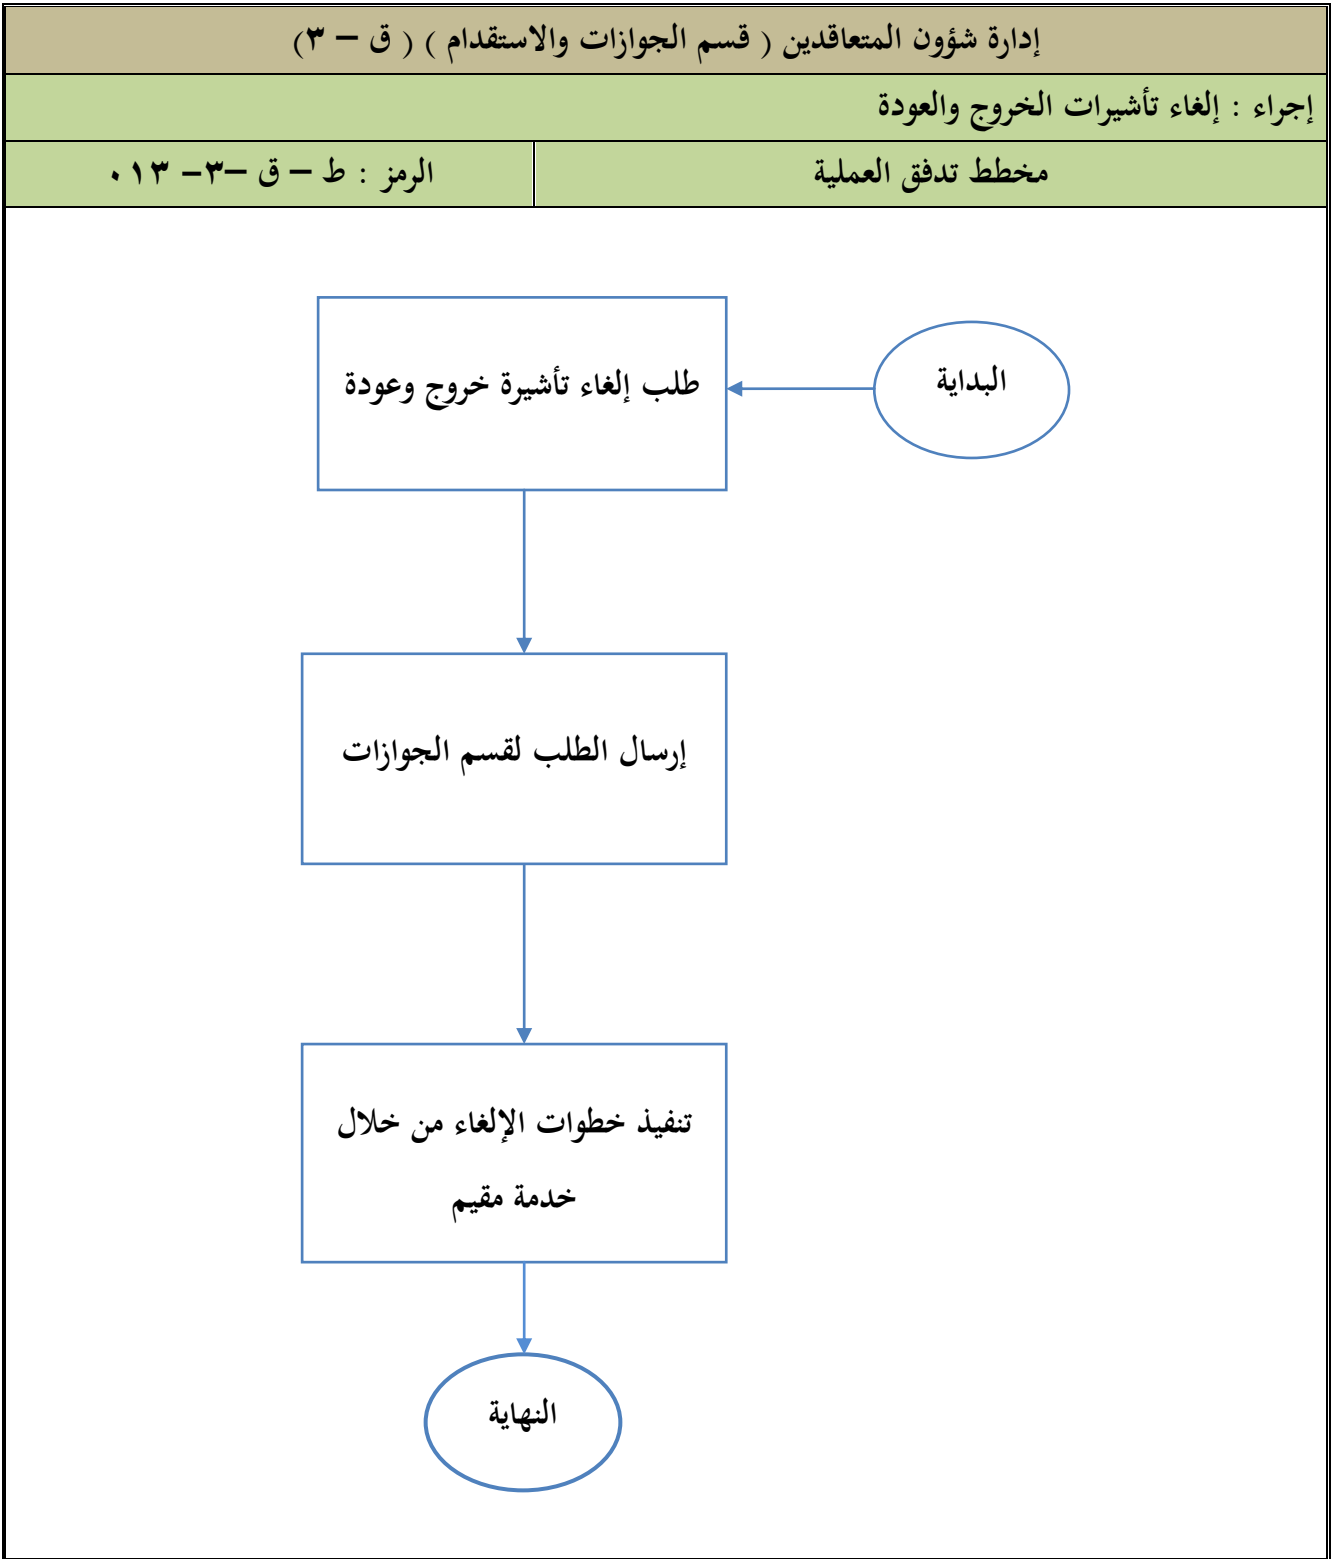 إدارة شؤون المتعاقدين ( قسم الجوازات والاستقدام ) ( ق – ٣)
إجراء : إلغاء تأشيرات الخروج والعودة
مخطط تدفق العملية
الرمز : ط – ق –٣– ٠١٣
البداية
طلب إلغاء تأشيرة خروج وعودة
إرسال الطلب لقسم الجوازات
تنفيذ خطوات الإلغاء من خلال
خدمة مقيم
النهاية